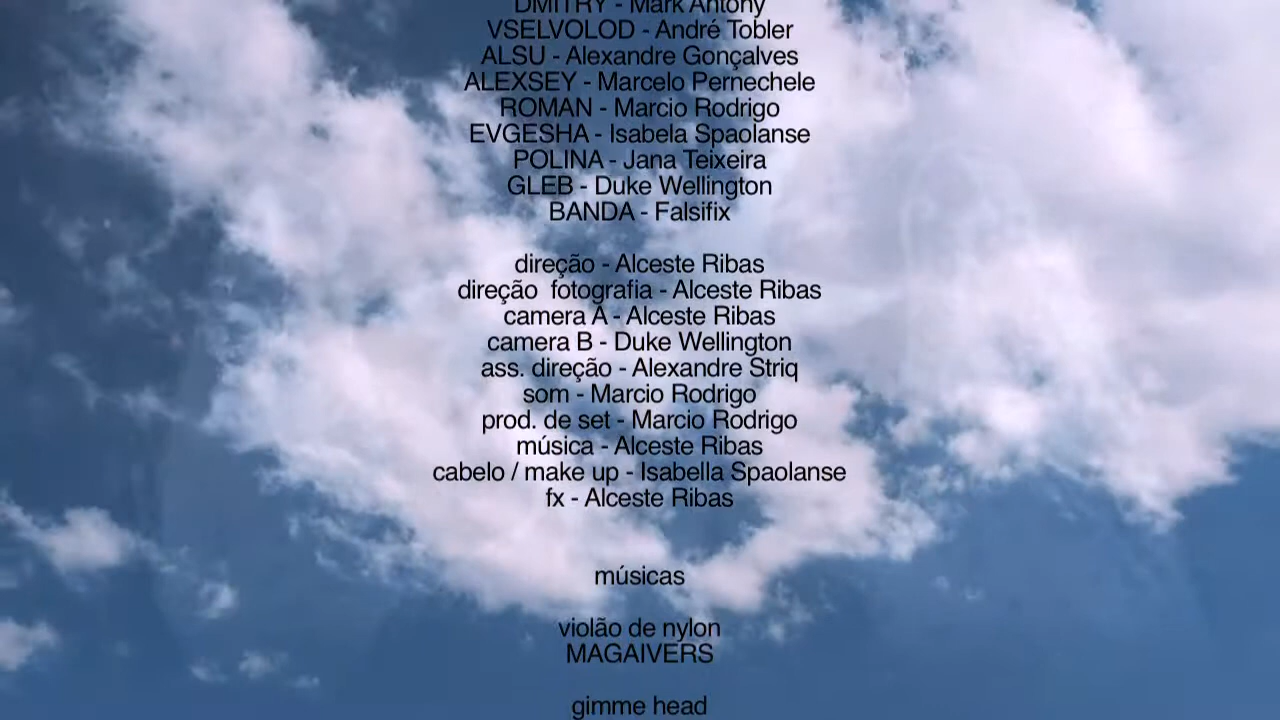 DMITRY - Mark Antony
VSELVOLOD - André Tobler
ALSU - Alexandre Gonçalves
ALEXSEY - Marcelo Pernechele
ROMAN - Marcio Rodrigo
EVGESHA - Isabela Spaolanse
POLINA - Jana Teixeira
GLEB - Duke Wellington
BANDA - Falsifix
direção - Alceste Ribas
direção  fotografia - Alceste Ribas
camera A - Alceste Ribas
camera B - Duke Wellington
ass. direção - Alexandre Striq
som - Marcio Rodrigo
prod. de set - Marcio Rodrigo
música - Alceste Ribas
cabelo / make up - Isabella Spaolanse
fx - Alceste Ribas
músicas
violão de nylon
MAGAIVERS
gimme head